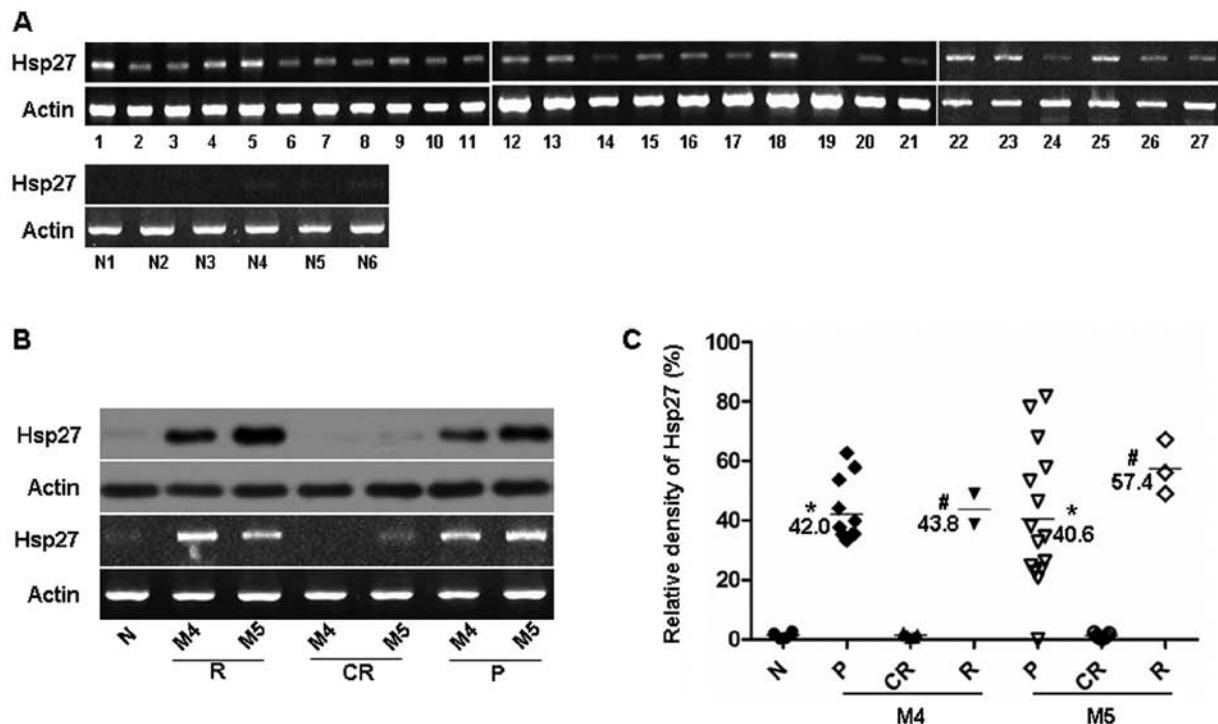 A
Hsp27
Actin
1 2 3 4 5 6 7 8 9 10 11 12 13 14 15 16 17 18 19 20 21 22 23 24 25 26 27
Hsp27
Actin
N1 N2 N3 N4 N5 N6
B
Hsp27
Actin
Hsp27
Actin
N M4 M5 M4 M5 M4 M5
R CR P
C
Relative density of Hsp27 (%)
100
80
60
40
20
0
*
42.0
#
43.8
*
40.6
#
57.4
N P CR R P CR R
M4 M5